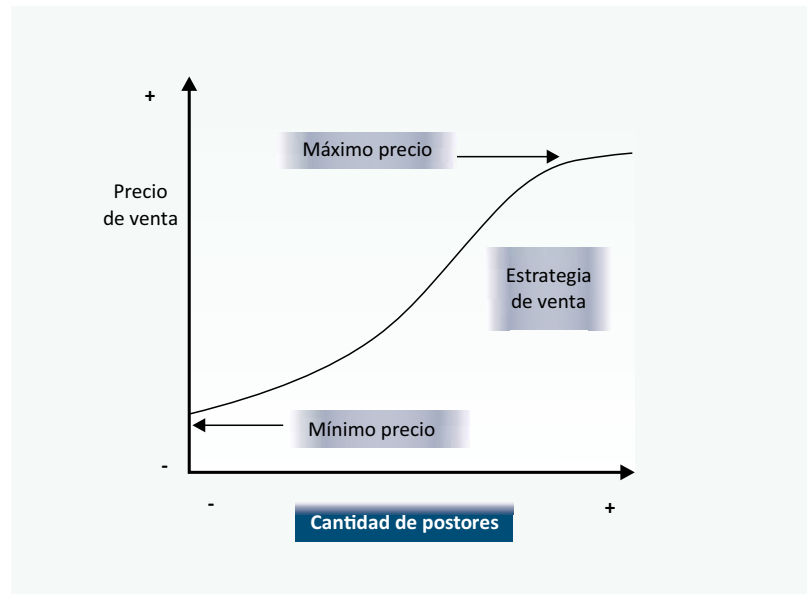 +
Máximo precio
Precio
de venta
Estrategia
de venta
Mínimo precio
-
-
+
Cantidad de postores